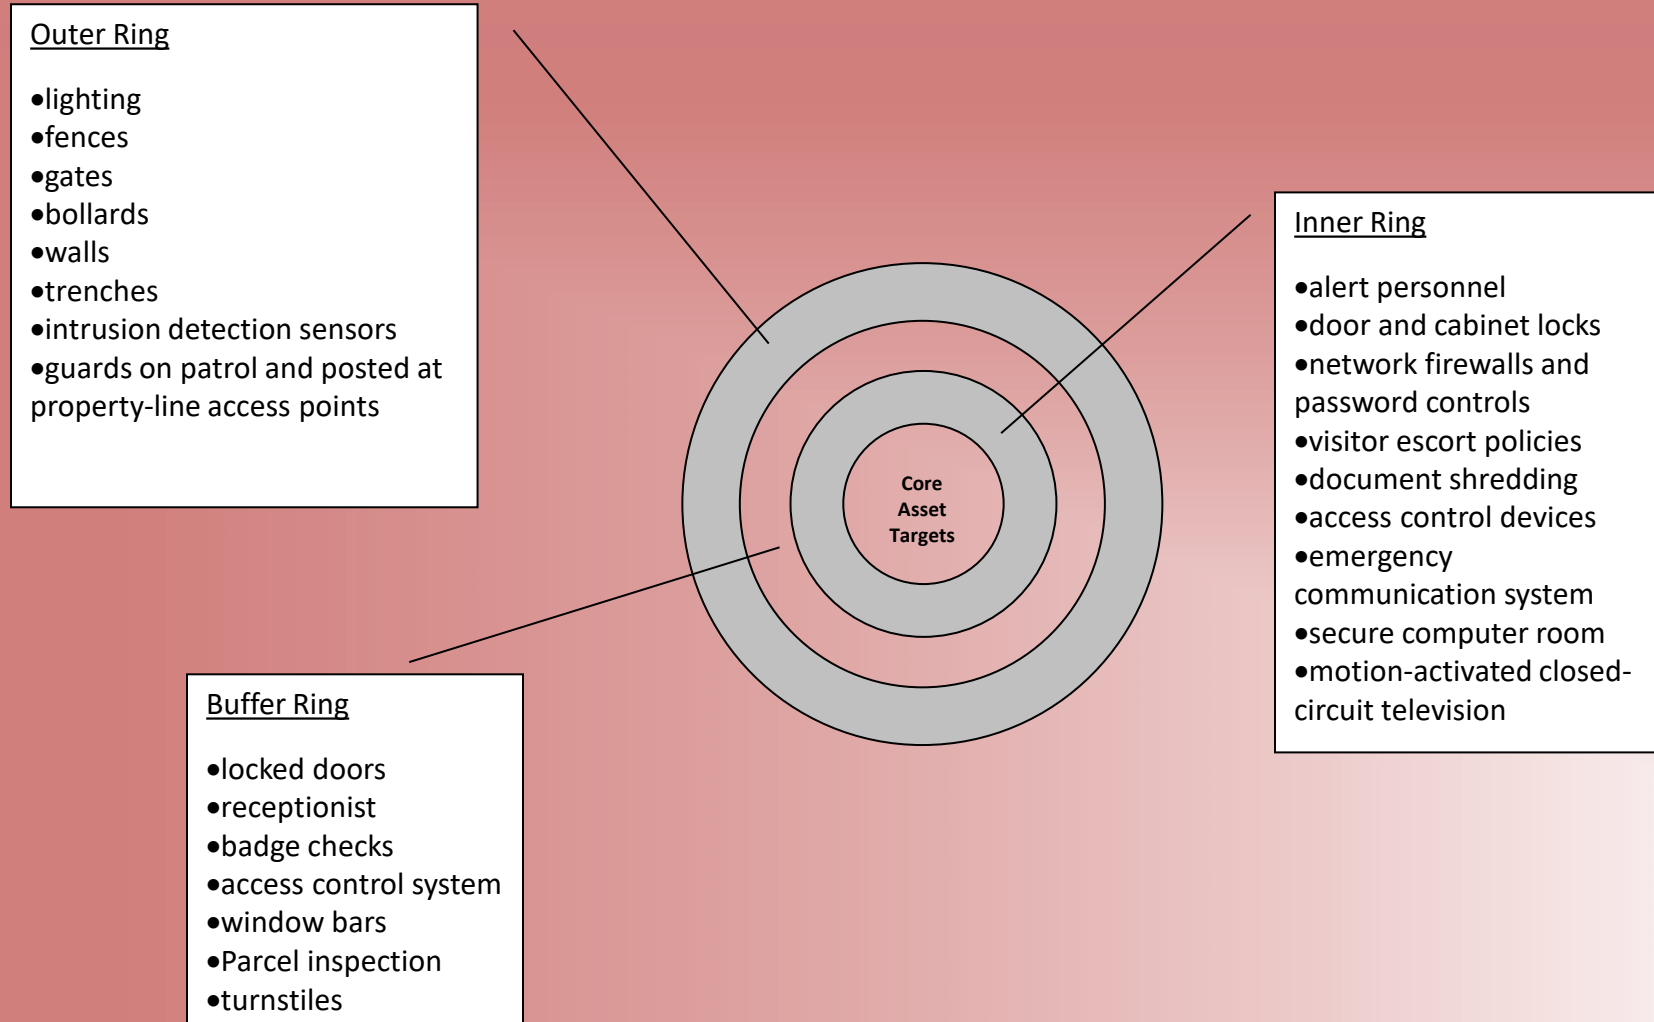 Outer Ring
•lighting
•fences
•gates
•bollards
•walls
•trenches
•intrusion detection sensors
•guards on patrol and posted at
property-line access points
Inner Ring
•alert personnel
•door and cabinet locks
•network firewalls and
password controls
•visitor escort policies
•document shredding
•access control devices
•emergency
communication system
•secure computer room
•motion-activated closed-
circuit television
Core
Asset
Targets
Buffer Ring
•locked doors
•receptionist
•badge checks
•access control system
•window bars
•Parcel inspection
•turnstiles